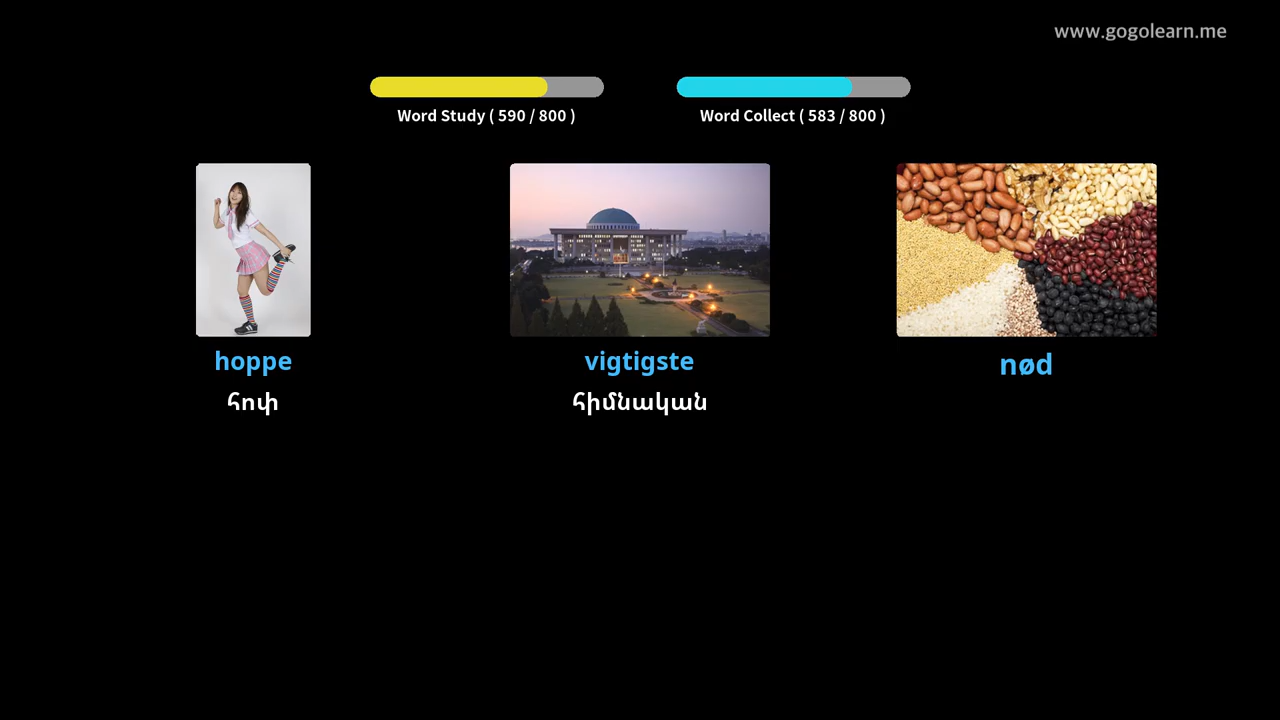 www.gogolearn.me
Word Study ( 590 / 800 )
Word Collect ( 583 / 800 )
hoppe
հոփ
vigtigste
հիմնական
nød